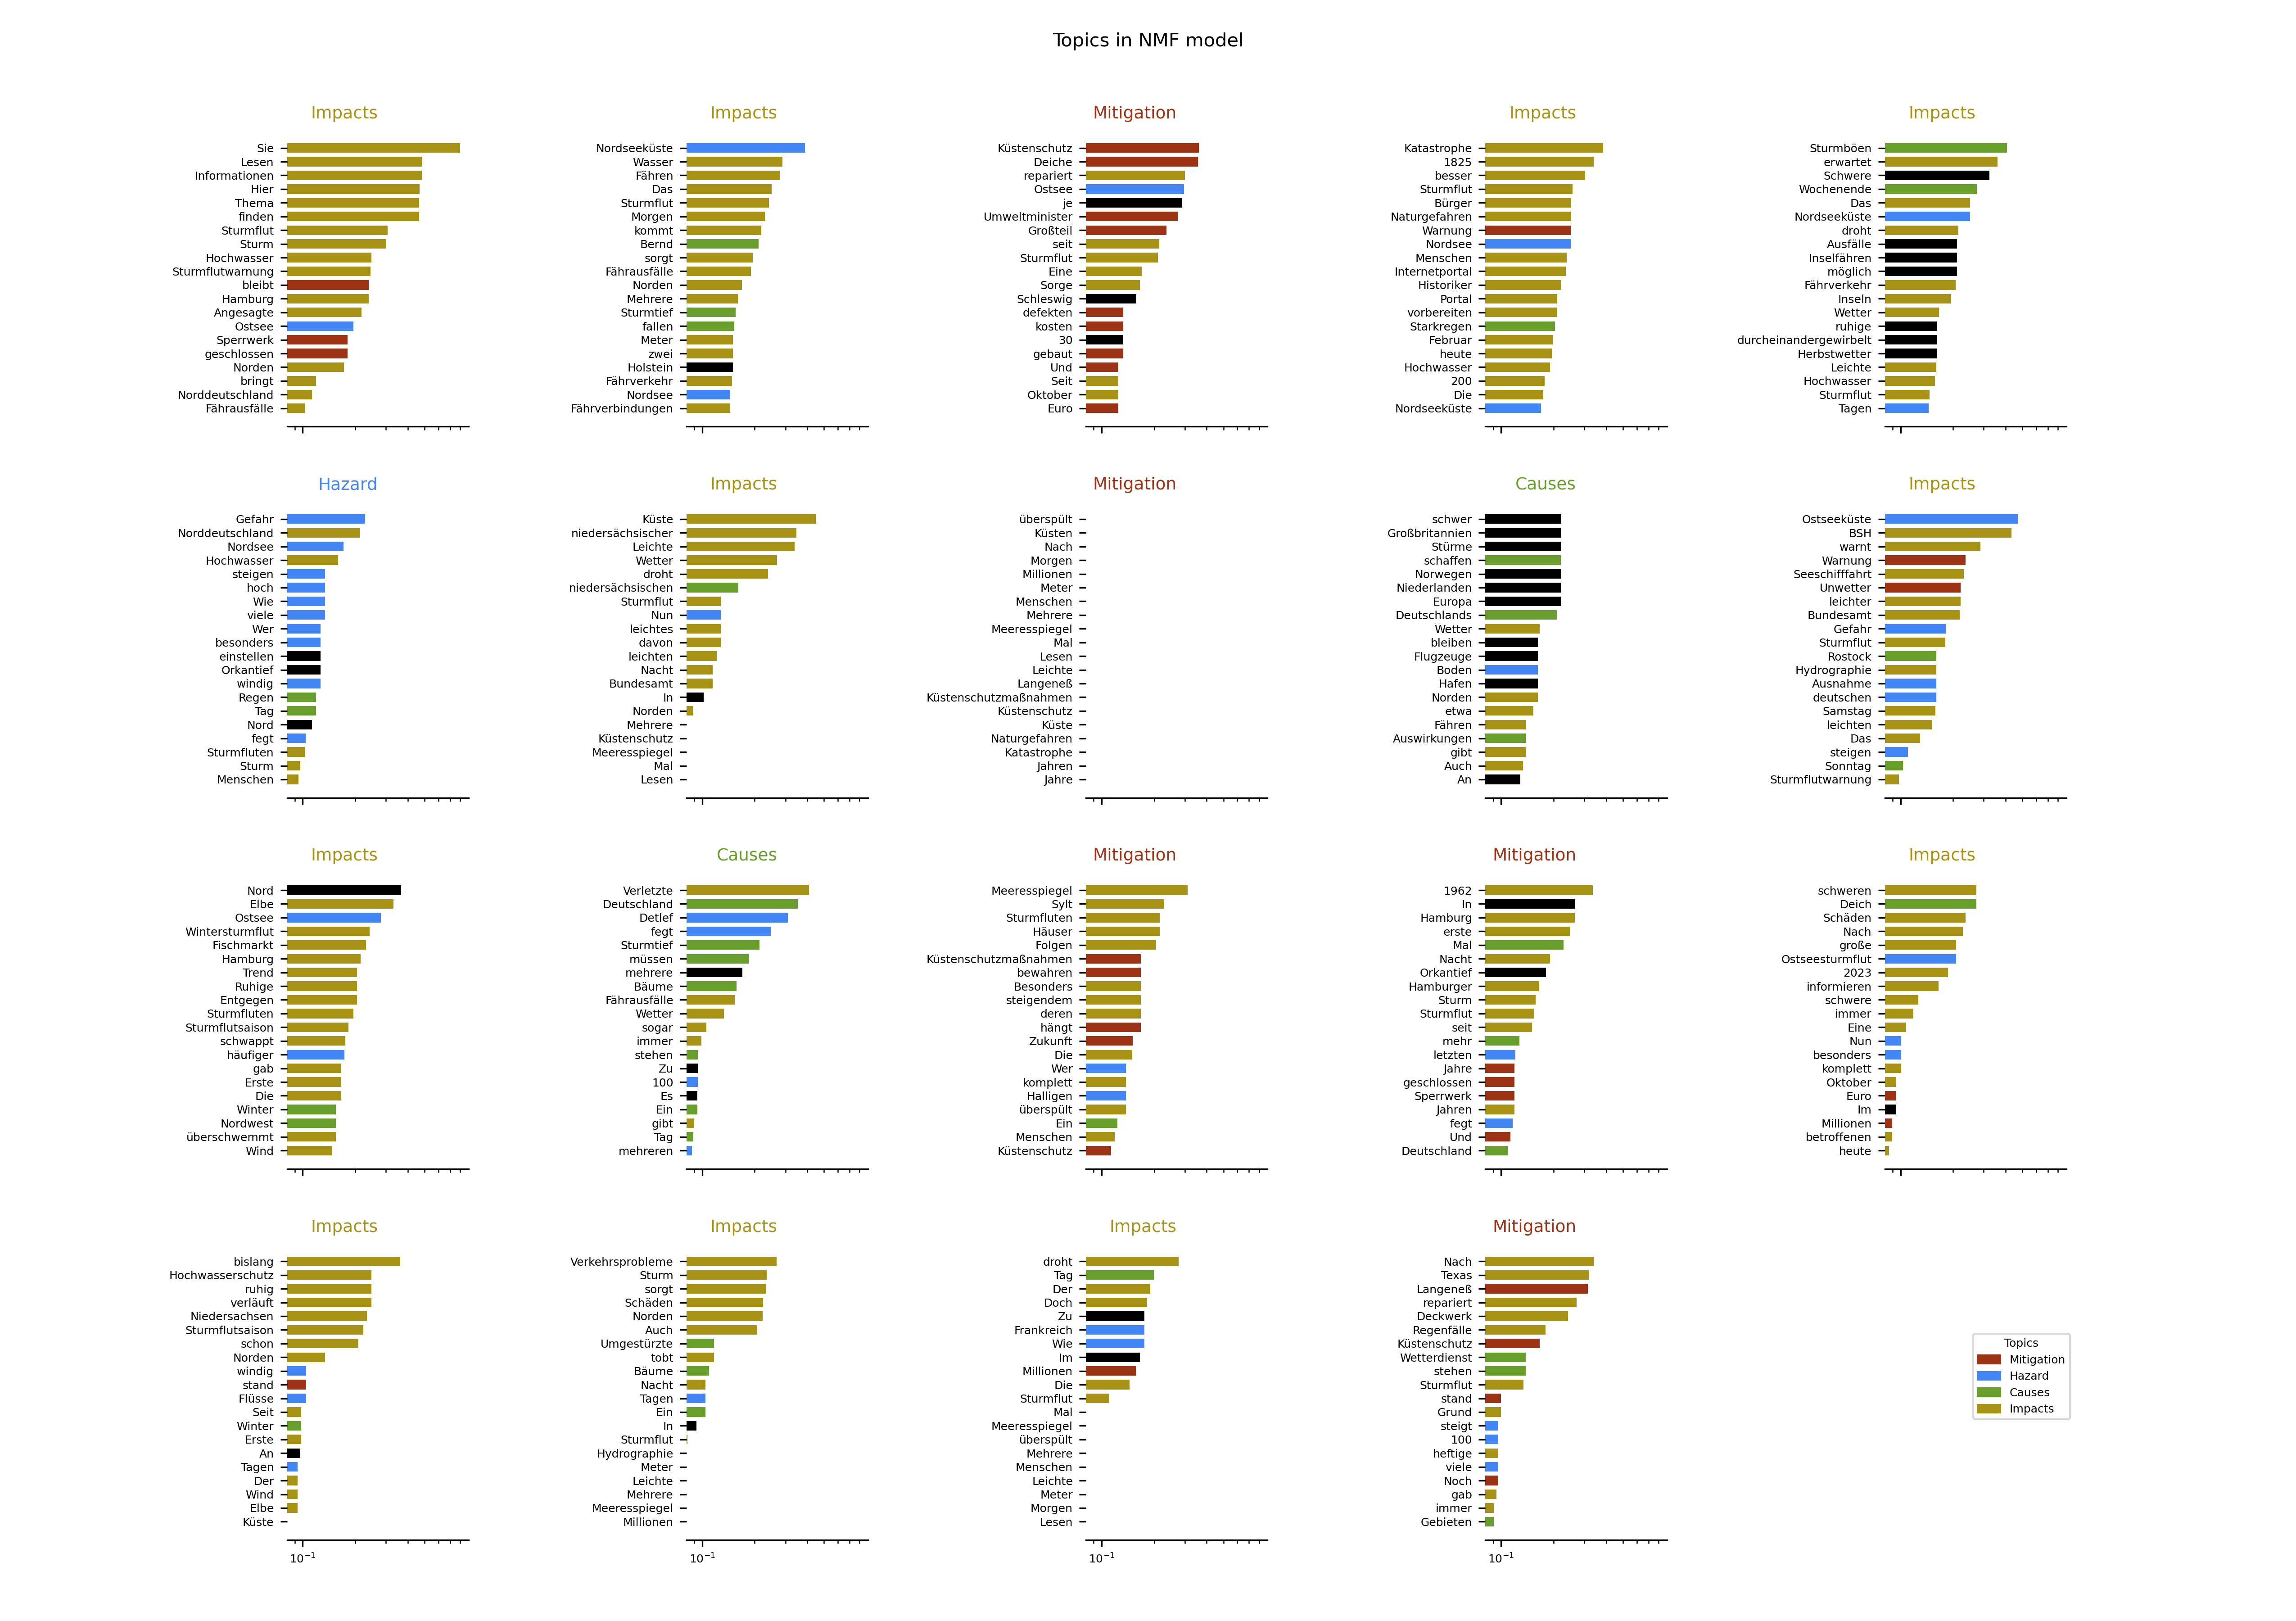 Topics in NMF model
Impacts
Sie
Lesen
Informationen
Hier
Thema
finden
Sturmflut
Sturm
Hochwasser
Sturmflutwarnung
bleibt
Hamburg
Angesagte
Ostsee
Sperrwerk
geschlossen
Norden
bringt
Norddeutschland
Fährausfälle
Impacts
Nordseeküste
Wasser
Fähren
Das
Sturmflut
Morgen
kommt
Bernd
sorgt
Fährausfälle
Norden
Mehrere
Sturmtief
fallen
Meter
zwei
Holstein
Fährverkehr
Nordsee
Fährverbindungen
Mitigation
Küstenschutz
Deiche
repariert
Ostsee
je
Umweltminister
Großteil
seit
Sturmflut
Eine
Sorge
Schleswig
defekten
kosten
30
gebaut
Und
Seit
Oktober
Euro
Impacts
Katastrophe
1825
besser
Sturmflut
Bürger
Naturgefahren
Warnung
Nordsee
Menschen
Internetportal
Historiker
Portal
vorbereiten
Starkregen
Februar
heute
Hochwasser
200
Die
Nordseeküste
Impacts
Sturmböen
erwartet
Schwere
Wochenende
Das
Nordseeküste
droht
Ausfälle
Inselfähren
möglich
Fährverkehr
Inseln
Wetter
ruhige
durcheinandergewirbelt
Herbstwetter
Leichte
Hochwasser
Sturmflut
Tagen
Hazard
Gefahr
Norddeutschland
Nordsee
Hochwasser
steigen
hoch
Wie
viele
Wer
besonders
einstellen
Orkantief
windig
Regen
Tag
Nord
fegt
Sturmfluten
Sturm
Menschen
Impacts
Küste
niedersächsischer
Leichte
Wetter
droht
niedersächsischen
Sturmflut
Nun
leichtes
davon
leichten
Nacht
Bundesamt
In
Norden
Mehrere
Küstenschutz
Meeresspiegel
Mal
Lesen
Mitigation
überspült
Küsten
Nach
Morgen
Millionen
Meter
Menschen
Mehrere
Meeresspiegel
Mal
Lesen
Leichte
Langeneß
Küstenschutzmaßnahmen
Küstenschutz
Küste
Naturgefahren
Katastrophe
Jahren
Jahre
Causes
schwer
Großbritannien
Stürme
schaffen
Norwegen
Niederlanden
Europa
Deutschlands
Wetter
bleiben
Flugzeuge
Boden
Hafen
Norden
etwa
Fähren
Auswirkungen
gibt
Auch
An
Impacts
Ostseeküste
BSH
warnt
Warnung
Seeschifffahrt
Unwetter
leichter
Bundesamt
Gefahr
Sturmflut
Rostock
Hydrographie
Ausnahme
deutschen
Samstag
leichten
Das
steigen
Sonntag
Sturmflutwarnung
Impacts
Nord
Elbe
Ostsee
Wintersturmflut
Fischmarkt
Hamburg
Trend
Ruhige
Entgegen
Sturmfluten
Sturmflutsaison
schwappt
häufiger
gab
Erste
Die
Winter
Nordwest
überschwemmt
Wind
Causes
Verletzte
Deutschland
Detlef
fegt
Sturmtief
müssen
mehrere
Bäume
Fährausfälle
Wetter
sogar
immer
stehen
Zu
100
Es
Ein
gibt
Tag
mehreren
Mitigation
Meeresspiegel
Sylt
Sturmfluten
Häuser
Folgen
Küstenschutzmaßnahmen
bewahren
Besonders
steigendem
deren
hängt
Zukunft
Die
Wer
komplett
Halligen
überspült
Ein
Menschen
Küstenschutz
Mitigation
1962
In
Hamburg
erste
Mal
Nacht
Orkantief
Hamburger
Sturm
Sturmflut
seit
mehr
letzten
Jahre
geschlossen
Sperrwerk
Jahren
fegt
Und
Deutschland
Impacts
schweren
Deich
Schäden
Nach
große
Ostseesturmflut
2023
informieren
schwere
immer
Eine
Nun
besonders
komplett
Oktober
Euro
Im
Millionen
betroffenen
heute
Impacts
bislang
Hochwasserschutz
ruhig
verläuft
Niedersachsen
Sturmflutsaison
schon
Norden
windig
stand
Flüsse
Seit
Winter
Erste
An
Tagen
Der
Wind
Elbe
Küste
10⁻¹
Impacts
Verkehrsprobleme
Sturm
sorgt
Schäden
Norden
Auch
Umgestürzte
tobt
Bäume
Nacht
Tagen
Ein
In
Sturmflut
Hydrographie
Meter
Leichte
Mehrere
Meeresspiegel
Millionen
10⁻¹
Impacts
droht
Tag
Der
Doch
Zu
Frankreich
Wie
Im
Millionen
Die
Sturmflut
Mal
Meeresspiegel
überspült
Mehrere
Menschen
Leichte
Meter
Morgen
Lesen
10⁻¹
Mitigation
Nach
Texas
Langeneß
repariert
Deckwerk
Regenfälle
Küstenschutz
Wetterdienst
stehen
Sturmflut
stand
Grund
steigt
100
heftige
viele
Noch
gab
immer
Gebieten
10⁻¹
Topics
Mitigation
Hazard
Causes
Impacts